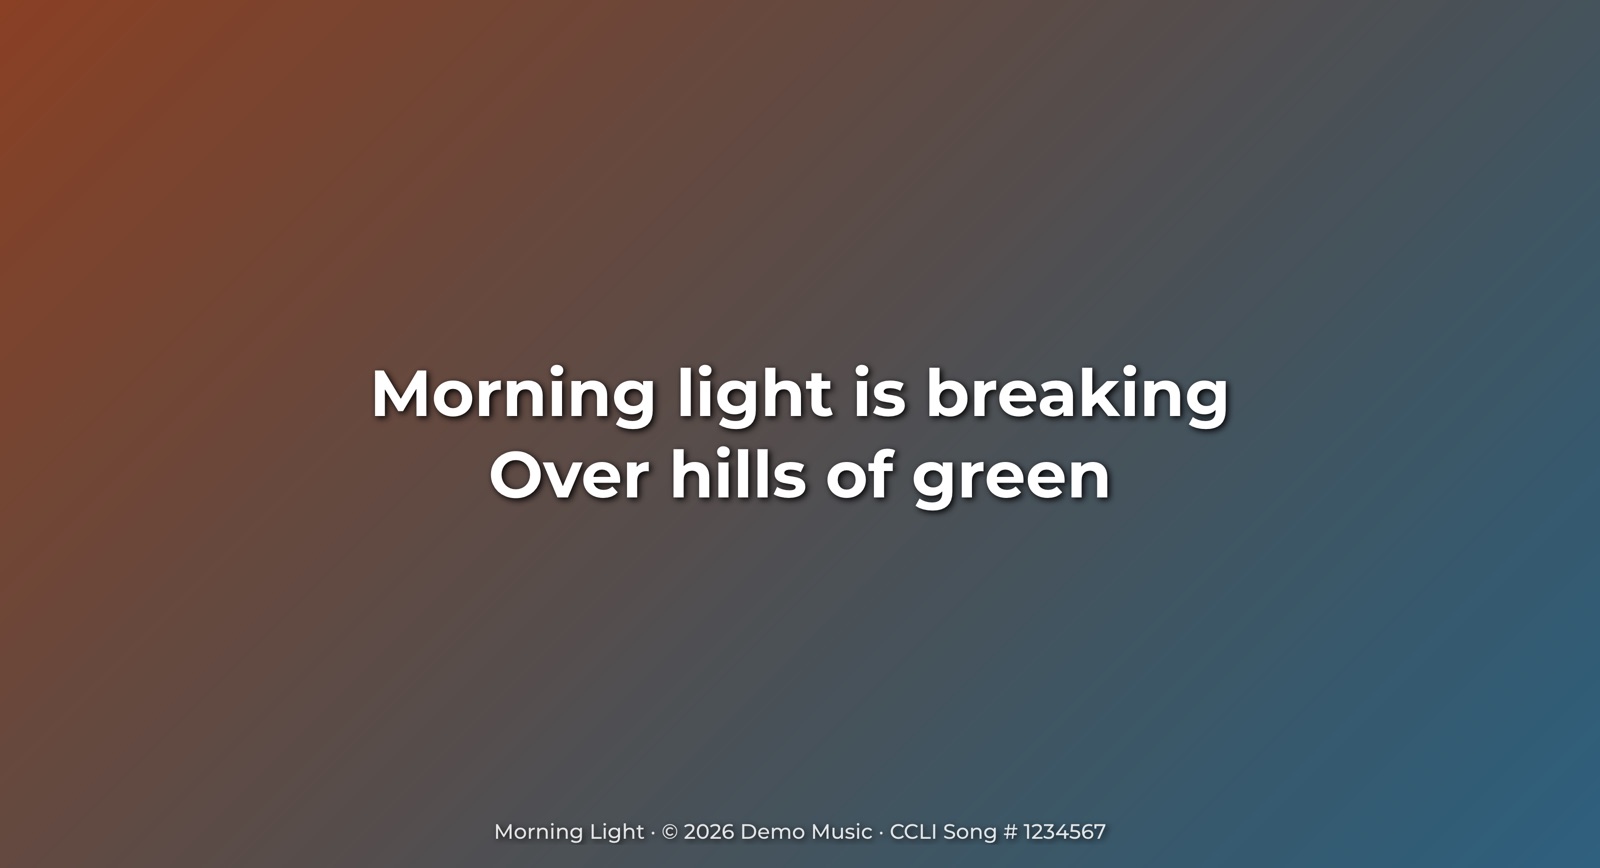 Morning light is breaking
Over hills of green
Morning Light · © 2026 Demo Music · CCLI Song # 1234567